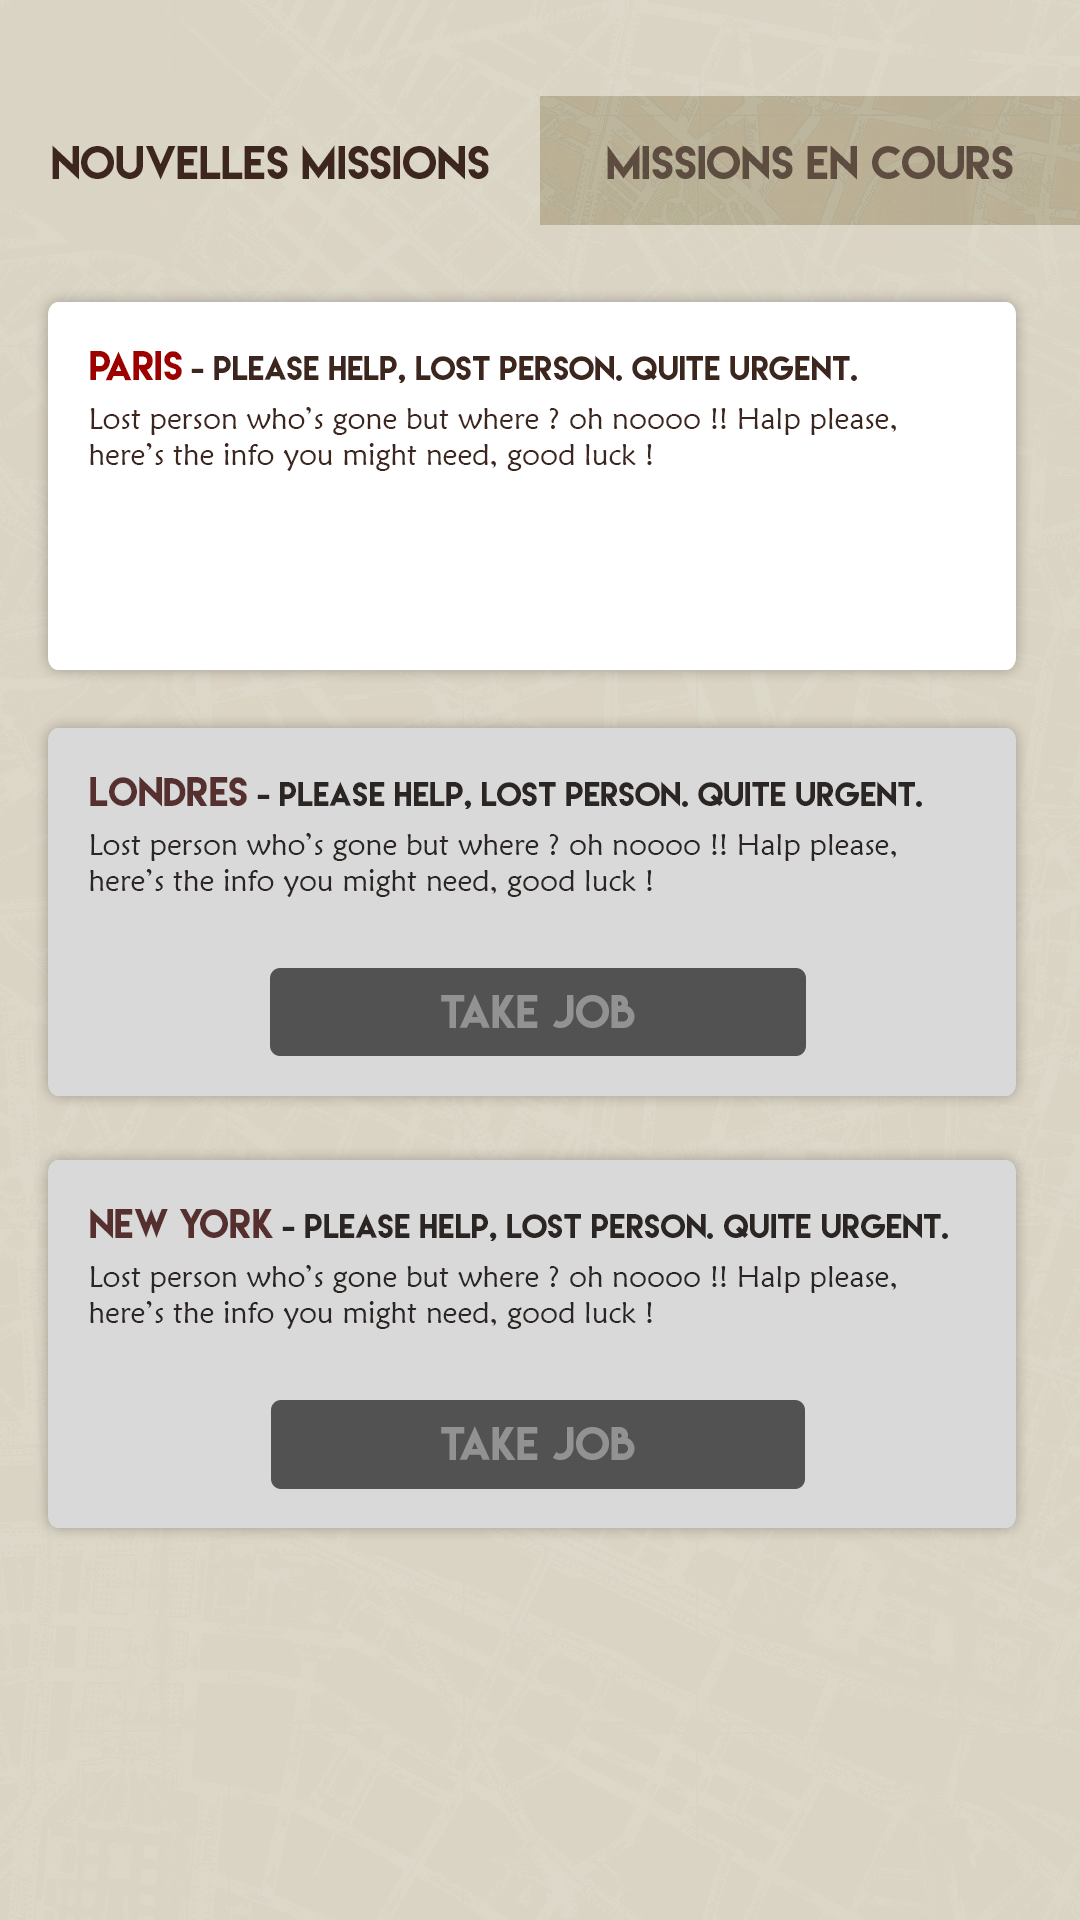 NOUVELLES MISSIONS
MISSIONS EN COURS
PARIS - PLEASE HELP, LOST PERSON. QUITE URGENT.
Lost person who's gone but where ? oh noooo !! Halp please,
here's the info you might need, good luck !
LONDRES - PLEASE HELP, LOST PERSON. QUITE URGENT.
Lost person who's gone but where ? oh noooo !! Halp please,
here's the info you might need, good luck !
TAKE JOB
NEW YORK - PLEASE HELP, LOST PERSON. QUITE URGENT.
Lost person who's gone but where ? oh noooo !! Halp please,
here's the info you might need, good luck !
TAKE JOB